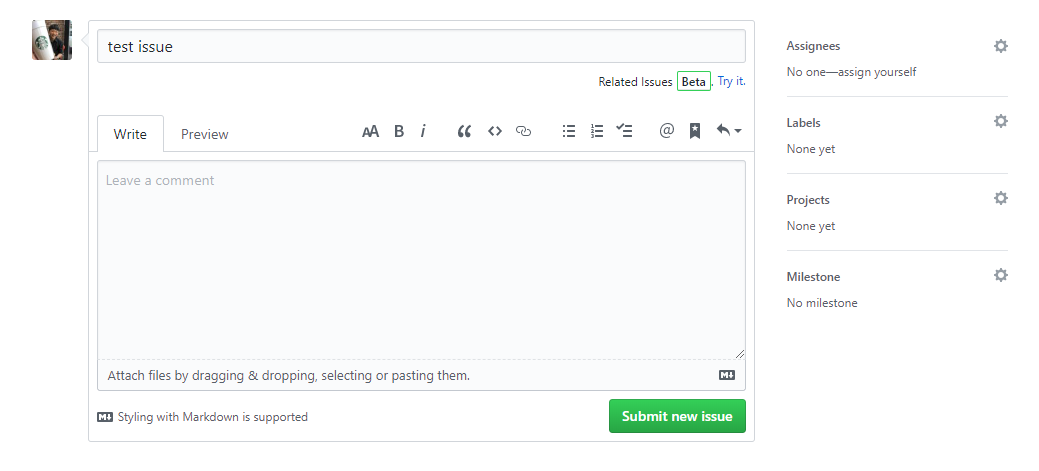 test issue
Related Issues Beta. Try it.
Write Preview AA B i @
Leave a comment
Attach files by dragging & dropping, selecting or pasting them.
Styling with Markdown is supported
Submit new issue
Assignees
No one—assign yourself
Labels
None yet
Projects
None yet
Milestone
No milestone